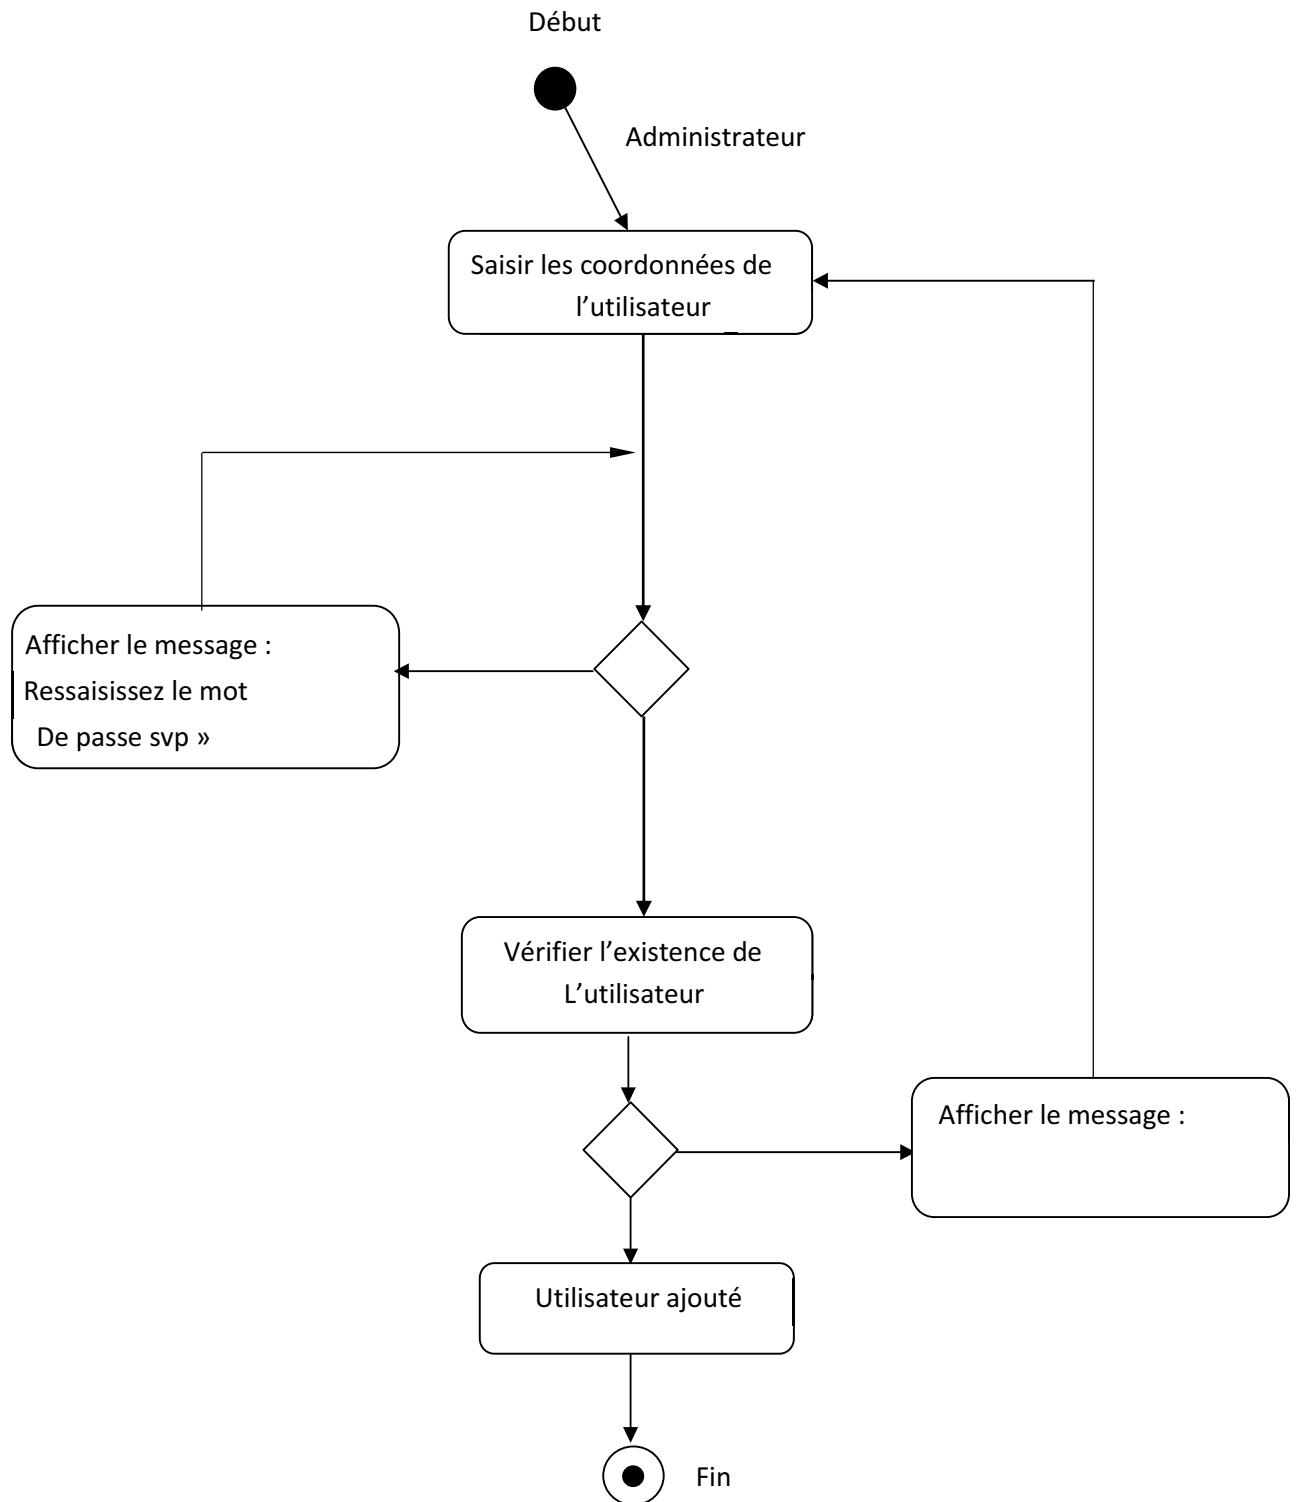 Début
Administrateur
Saisir les coordonnées de
l’utilisateur
Afficher le message :
Ressaisissez le mot
De passe svp »
Vérifier l’existence de
L’utilisateur
Afficher le message :
Utilisateur ajouté
Fin